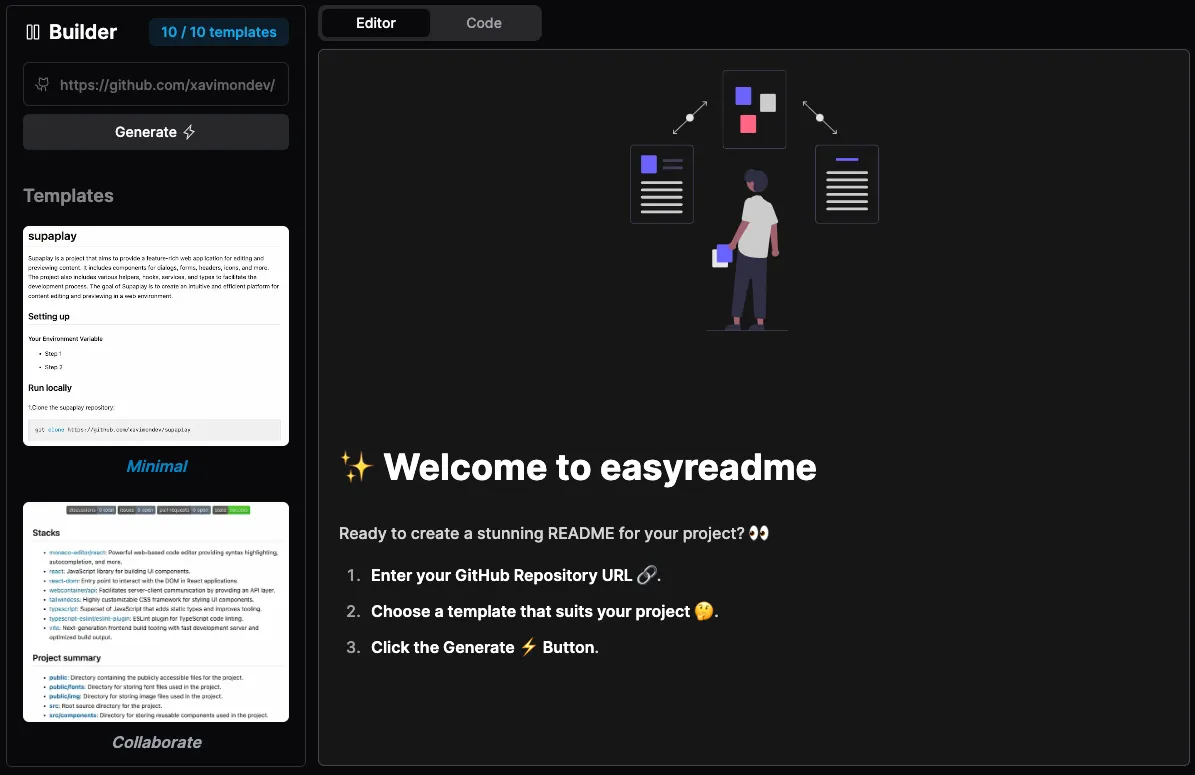 Builder
10 / 10 templates
https://github.com/xavimondev/
Generate
Templates
supaplay
Supaplay is a project that aims to provide a feature-rich web application for editing and
previewing content. It includes components for dialogs, forms, headers, icons, and more.
The project also includes various helpers, hooks, services, and types to facilitate the
development process. The goal of Supaplay is to create an intuitive and efficient platform for
content editing and previewing in a web environment.
Setting up
Your Environment Variable
• Step 1
• Step 2
Run locally
1.Clone the supaplay repository:
git clone https://github.com/xavimondev/supaplay
Minimal
discussions 0 open issues 0 open pull requests 0 open
Stacks
• monaco-editor/react: Powerful web-based code editor providing syntax highlighting,
autocompletion, and more.
• react: JavaScript library for building UI components.
• react-dom: Entry point to interact with the DOM in React applications.
• webcontainer/api: Facilitates server-client communication by providing an API layer.
• tailwindcss: Highly customizable CSS framework for styling UI components.
• typescript: Superset of JavaScript that adds static types and improves tooling.
• typescript-eslint/eslint-plugin: ESLint plugin for TypeScript code linting.
• vite: Next-generation frontend build tooling with fast development server and
optimized build output.
Project summary
• public: Directory containing the publicly accessible files for the project.
• public/fonts: Directory for storing font files used in the project.
• public/img: Directory for storing image files used in the project.
• src: Root source directory for the project.
• src/components: Directory for storing reusable components used in the project.
Collaborate
Editor
Code
✨ Welcome to easyreadme
Ready to create a stunning README for your project? 👀
1. Enter your GitHub Repository URL 🔗.
2. Choose a template that suits your project 🤔.
3. Click the Generate ⚡ Button.